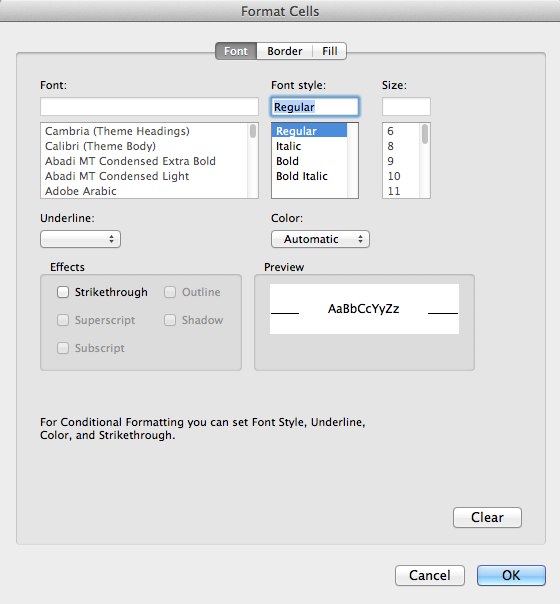 Format Cells
Font Border Fill
Font: Font style: Size:
Regular
Cambria (Theme Headings) Regular 6
Calibri (Theme Body) Italic 8
Abadi MT Condensed Extra Bold Bold 9
Abadi MT Condensed Light Bold Italic 10
Adobe Arabic 11
Underline: Color:
Automatic
Effects Preview
Strikethrough Outline
AaBbCcYyZz
Superscript Shadow
Subscript
For Conditional Formatting you can set Font Style, Underline,
Color, and Strikethrough.
Clear
Cancel OK